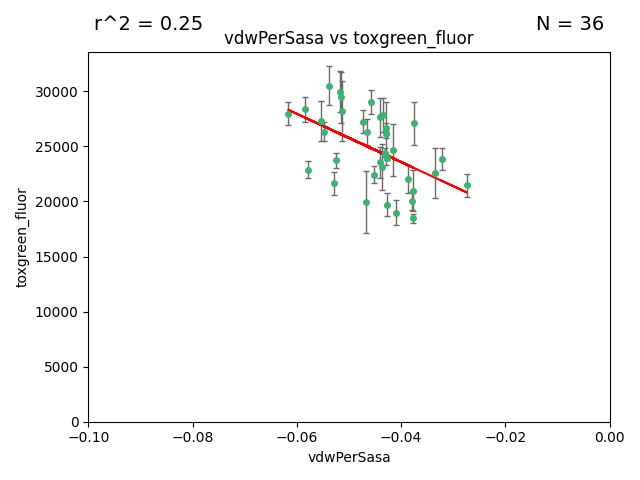 r^2 = 0.25
N = 36
vdwPerSasa vs toxgreen_fluor
toxgreen_fluor
30000
25000
20000
15000
10000
5000
0
−0.10
−0.08
−0.06
−0.04
−0.02
0.00
vdwPerSasa